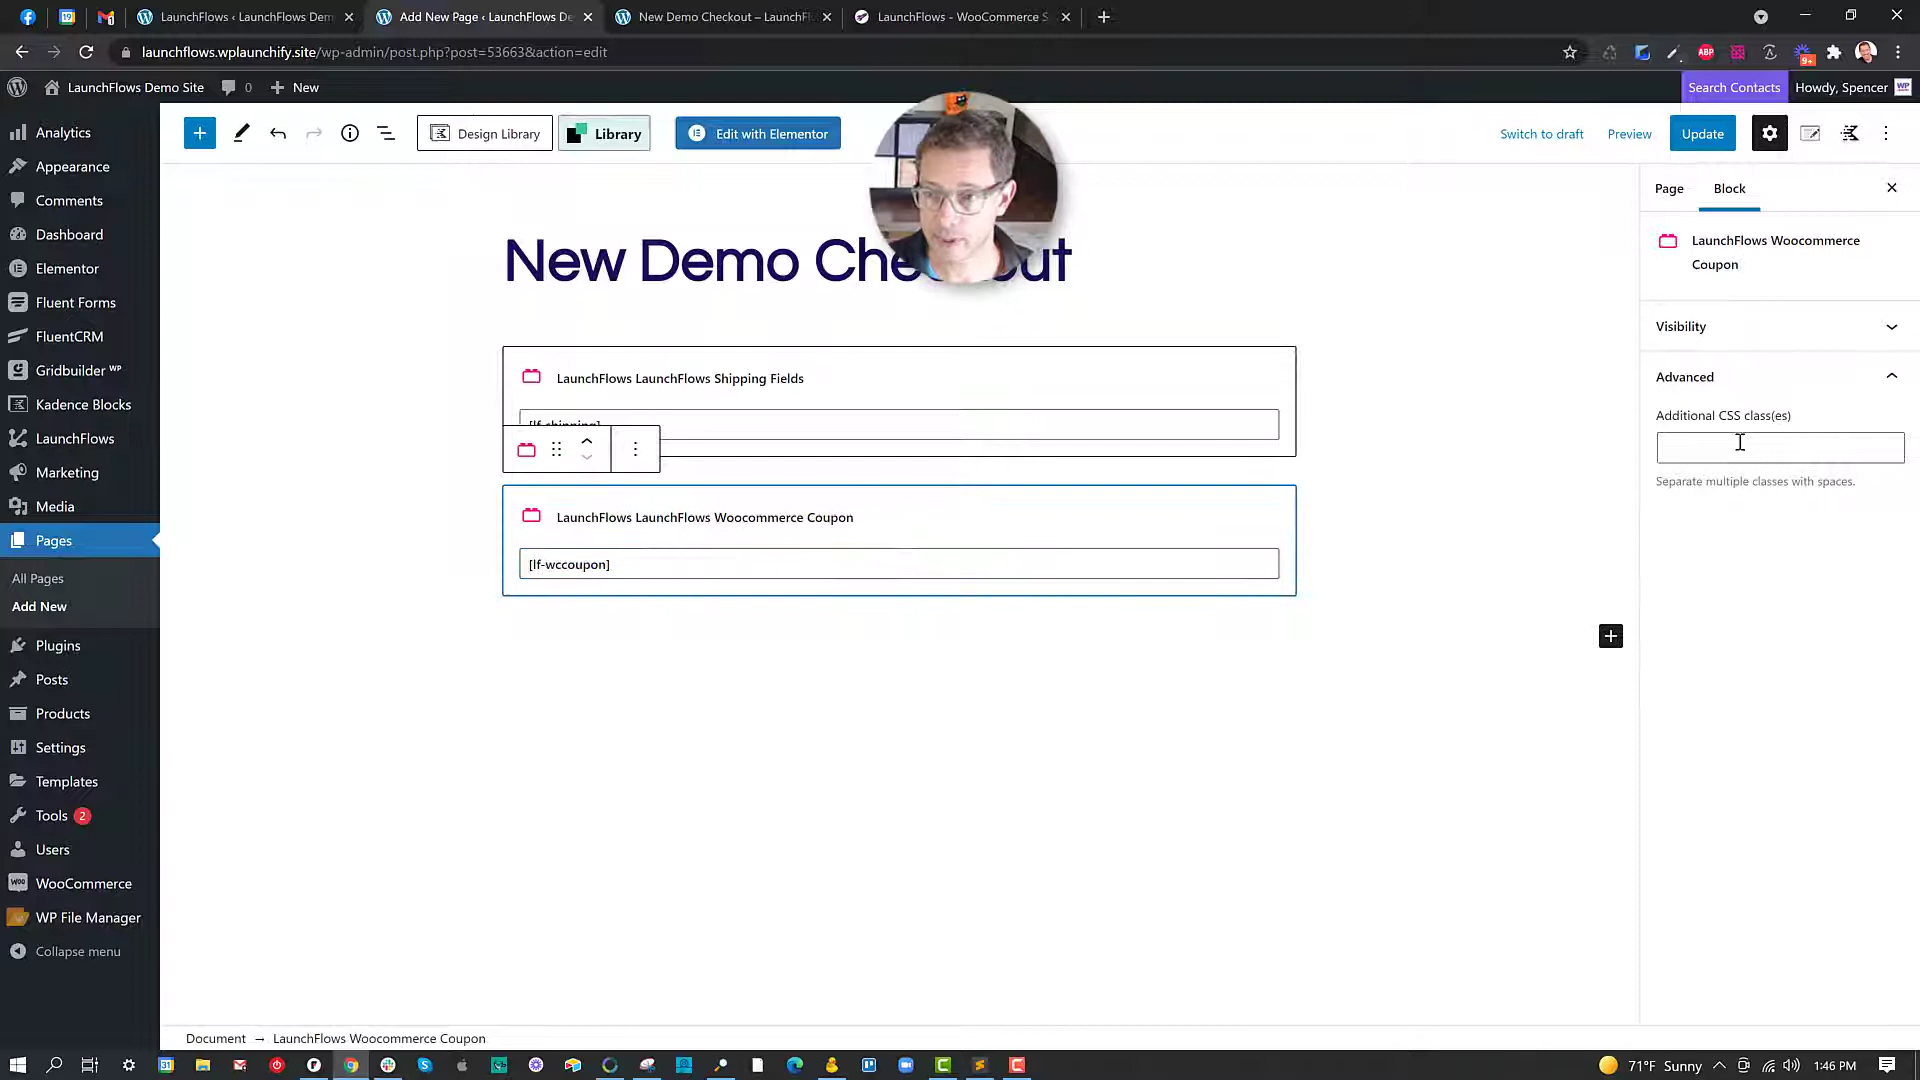 LaunchFlows ‹ LaunchFlows Dem
Add New Page ‹ LaunchFlows De
New Demo Checkout – LaunchFl
LaunchFlows - WooCommerce S
launchflows.wplaunchify.site/wp-admin/post.php?post=53663&action=edit
ABP
9+
LaunchFlows Demo Site
0
New
Search Contacts
Howdy, Spencer
WP
Analytics
Appearance
Comments
Dashboard
Elementor
Fluent Forms
FluentCRM
Gridbuilder WP
Kadence Blocks
LaunchFlows
Marketing
Media
Pages
All Pages
Add New
Plugins
Posts
Products
Settings
Templates
Tools 2
Users
WooCommerce
WP File Manager
Collapse menu
Design Library
Library
Edit with Elementor
Switch to draft
Preview
Update
New Demo Che ut
LaunchFlows LaunchFlows Shipping Fields
[lf-shipping]
LaunchFlows LaunchFlows Woocommerce Coupon
[lf-wccoupon]
Page
Block
LaunchFlows Woocommerce
Coupon
Visibility
Advanced
Additional CSS class(es)
Separate multiple classes with spaces.
Document → LaunchFlows Woocommerce Coupon
71°F Sunny
1:46 PM